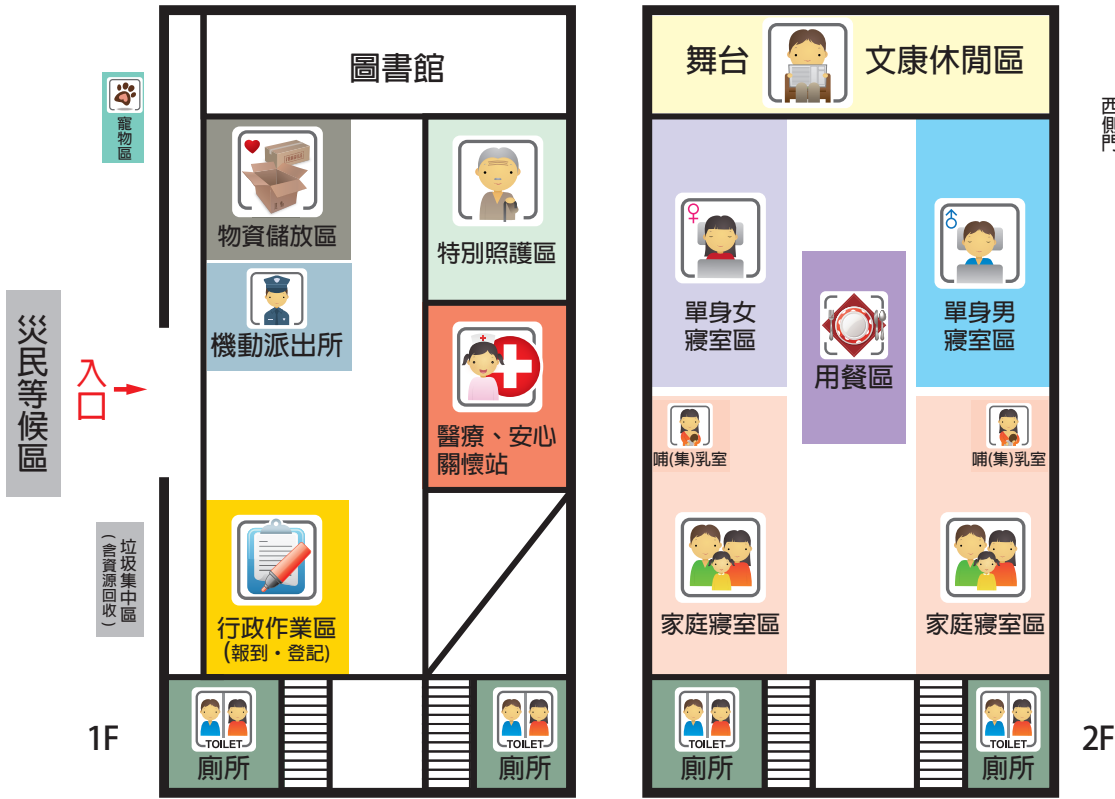 圖書館
寵物區
物資儲放區
特別照護區
機動派出所
災民等候區
入口
醫療、安心
關懷站
垃圾集中區
(含資源回收)
行政作業區
(報到・登記)
TOILET
廁所
TOILET
廁所
1F
舞台
文康休閒區
西側門
單身女
寢室區
單身男
寢室區
用餐區
哺(集)乳室
哺(集)乳室
家庭寢室區
家庭寢室區
TOILET
廁所
TOILET
廁所
2F